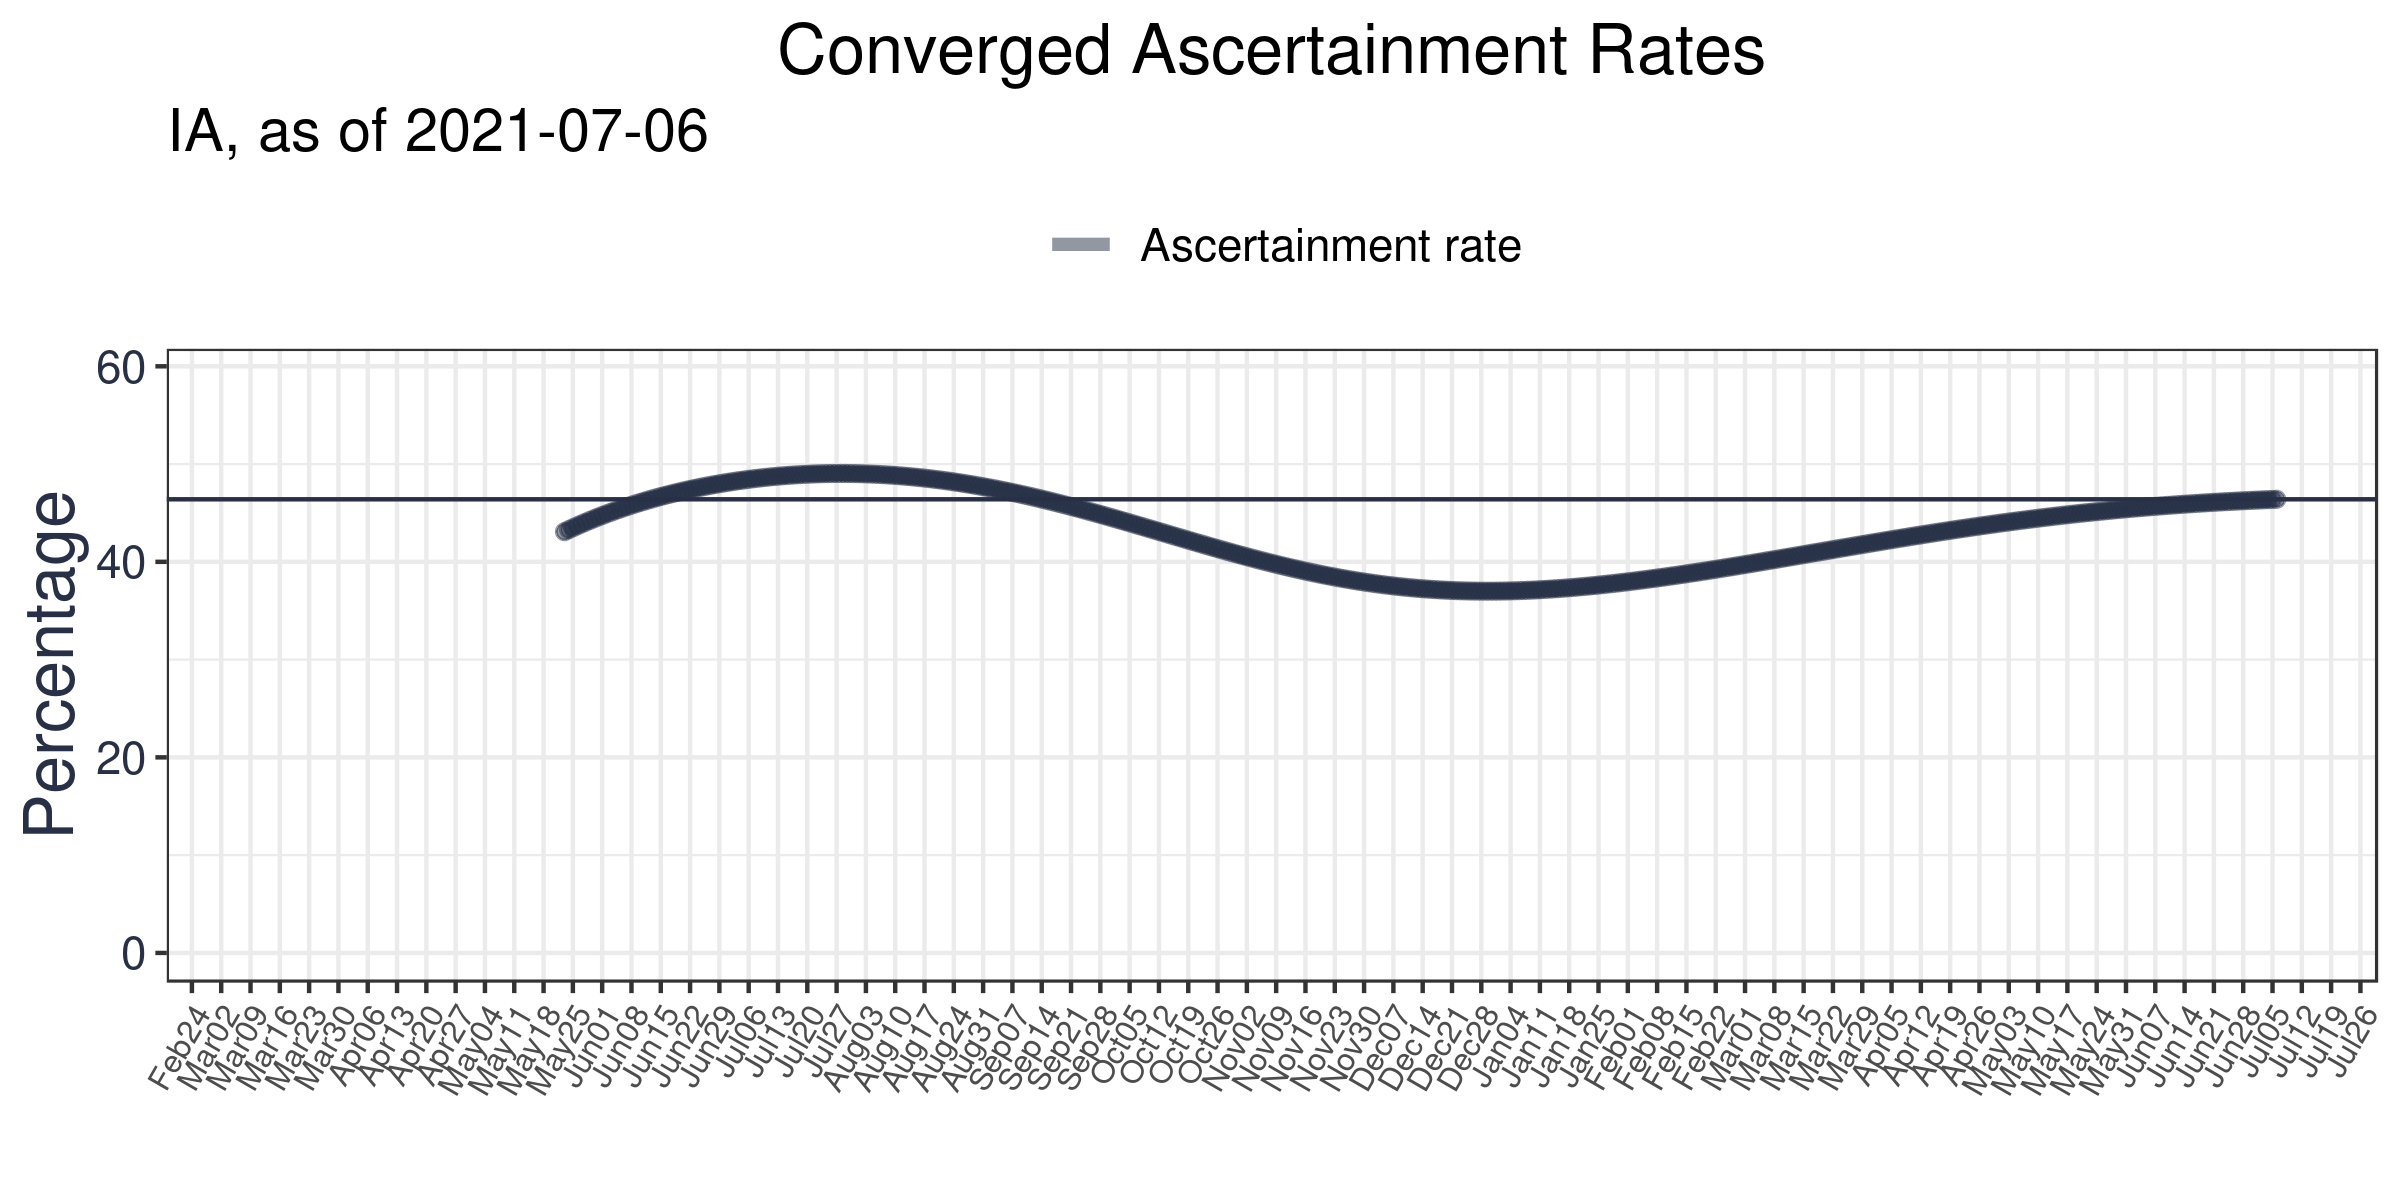 Converged Ascertainment Rates
IA, as of 2021-07-06
Ascertainment rate
Percentage
60
40
20
0
Feb24
Mar02
Mar09
Mar16
Mar23
Mar30
Apr06
Apr13
Apr20
Apr27
May04
May11
May18
May25
Jun01
Jun08
Jun15
Jun22
Jun29
Jul06
Jul13
Jul20
Jul27
Aug03
Aug10
Aug17
Aug24
Aug31
Sep07
Sep14
Sep21
Sep28
Oct05
Oct12
Oct19
Oct26
Nov02
Nov09
Nov16
Nov23
Nov30
Dec07
Dec14
Dec21
Dec28
Jan04
Jan11
Jan18
Jan25
Feb01
Feb08
Feb15
Feb22
Mar01
Mar08
Mar15
Mar22
Mar29
Apr05
Apr12
Apr19
Apr26
May03
May10
May17
May24
May31
Jun07
Jun14
Jun21
Jun28
Jul05
Jul12
Jul19
Jul26